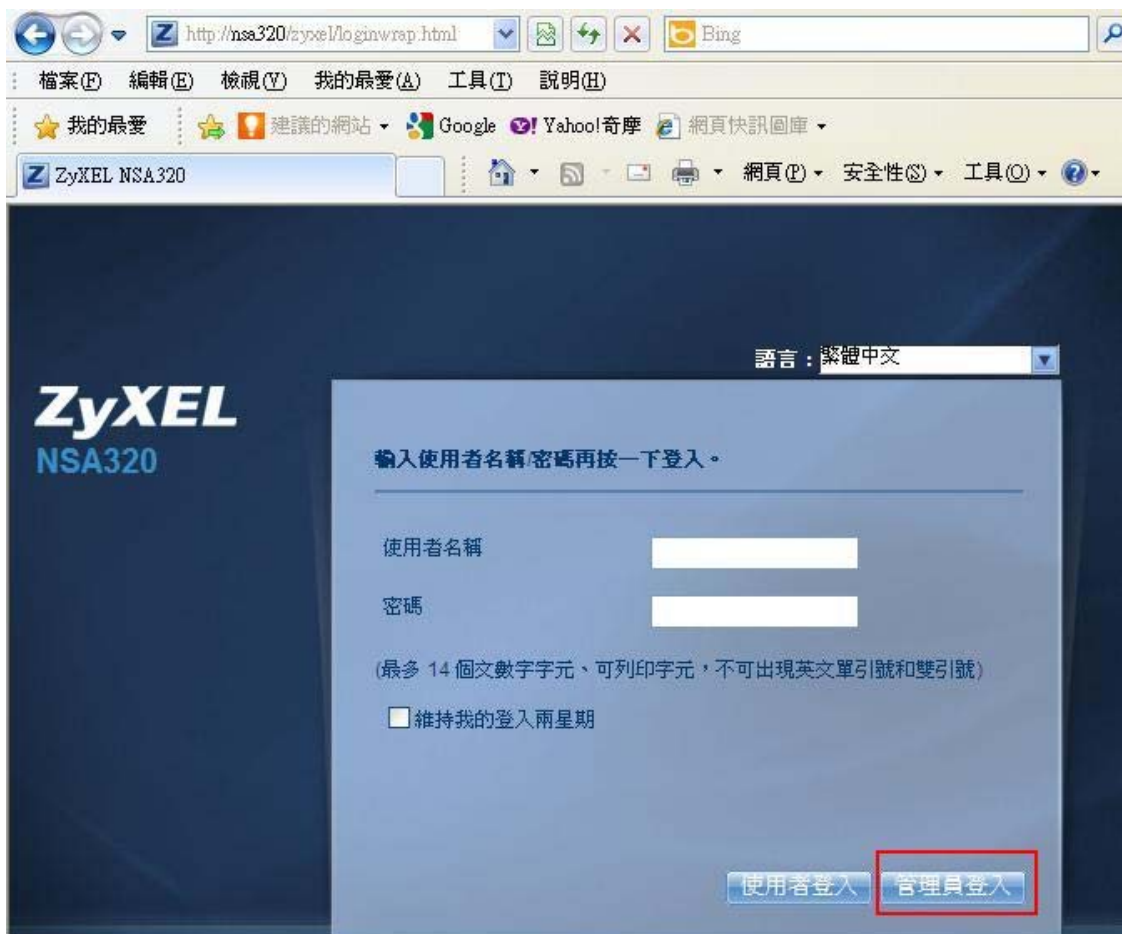 http://nsa320/zyxel/loginwrap.html Bing
檔案(F) 編輯(E) 檢視(V) 我的最愛(A) 工具(T) 說明(H)
我的最愛 建議的網站 Google Yahoo!奇摩 網頁快訊圖庫
ZyXEL NSA320 網頁(P) 安全性(S) 工具(O)
語言：繁體中文
ZyXEL
NSA320
輸入使用者名稱/密碼再按一下登入。
使用者名稱
密碼
(最多 14 個文數字字元、可列印字元，不可出現英文單引號和雙引號)
維持我的登入兩星期
使用者登入 管理員登入